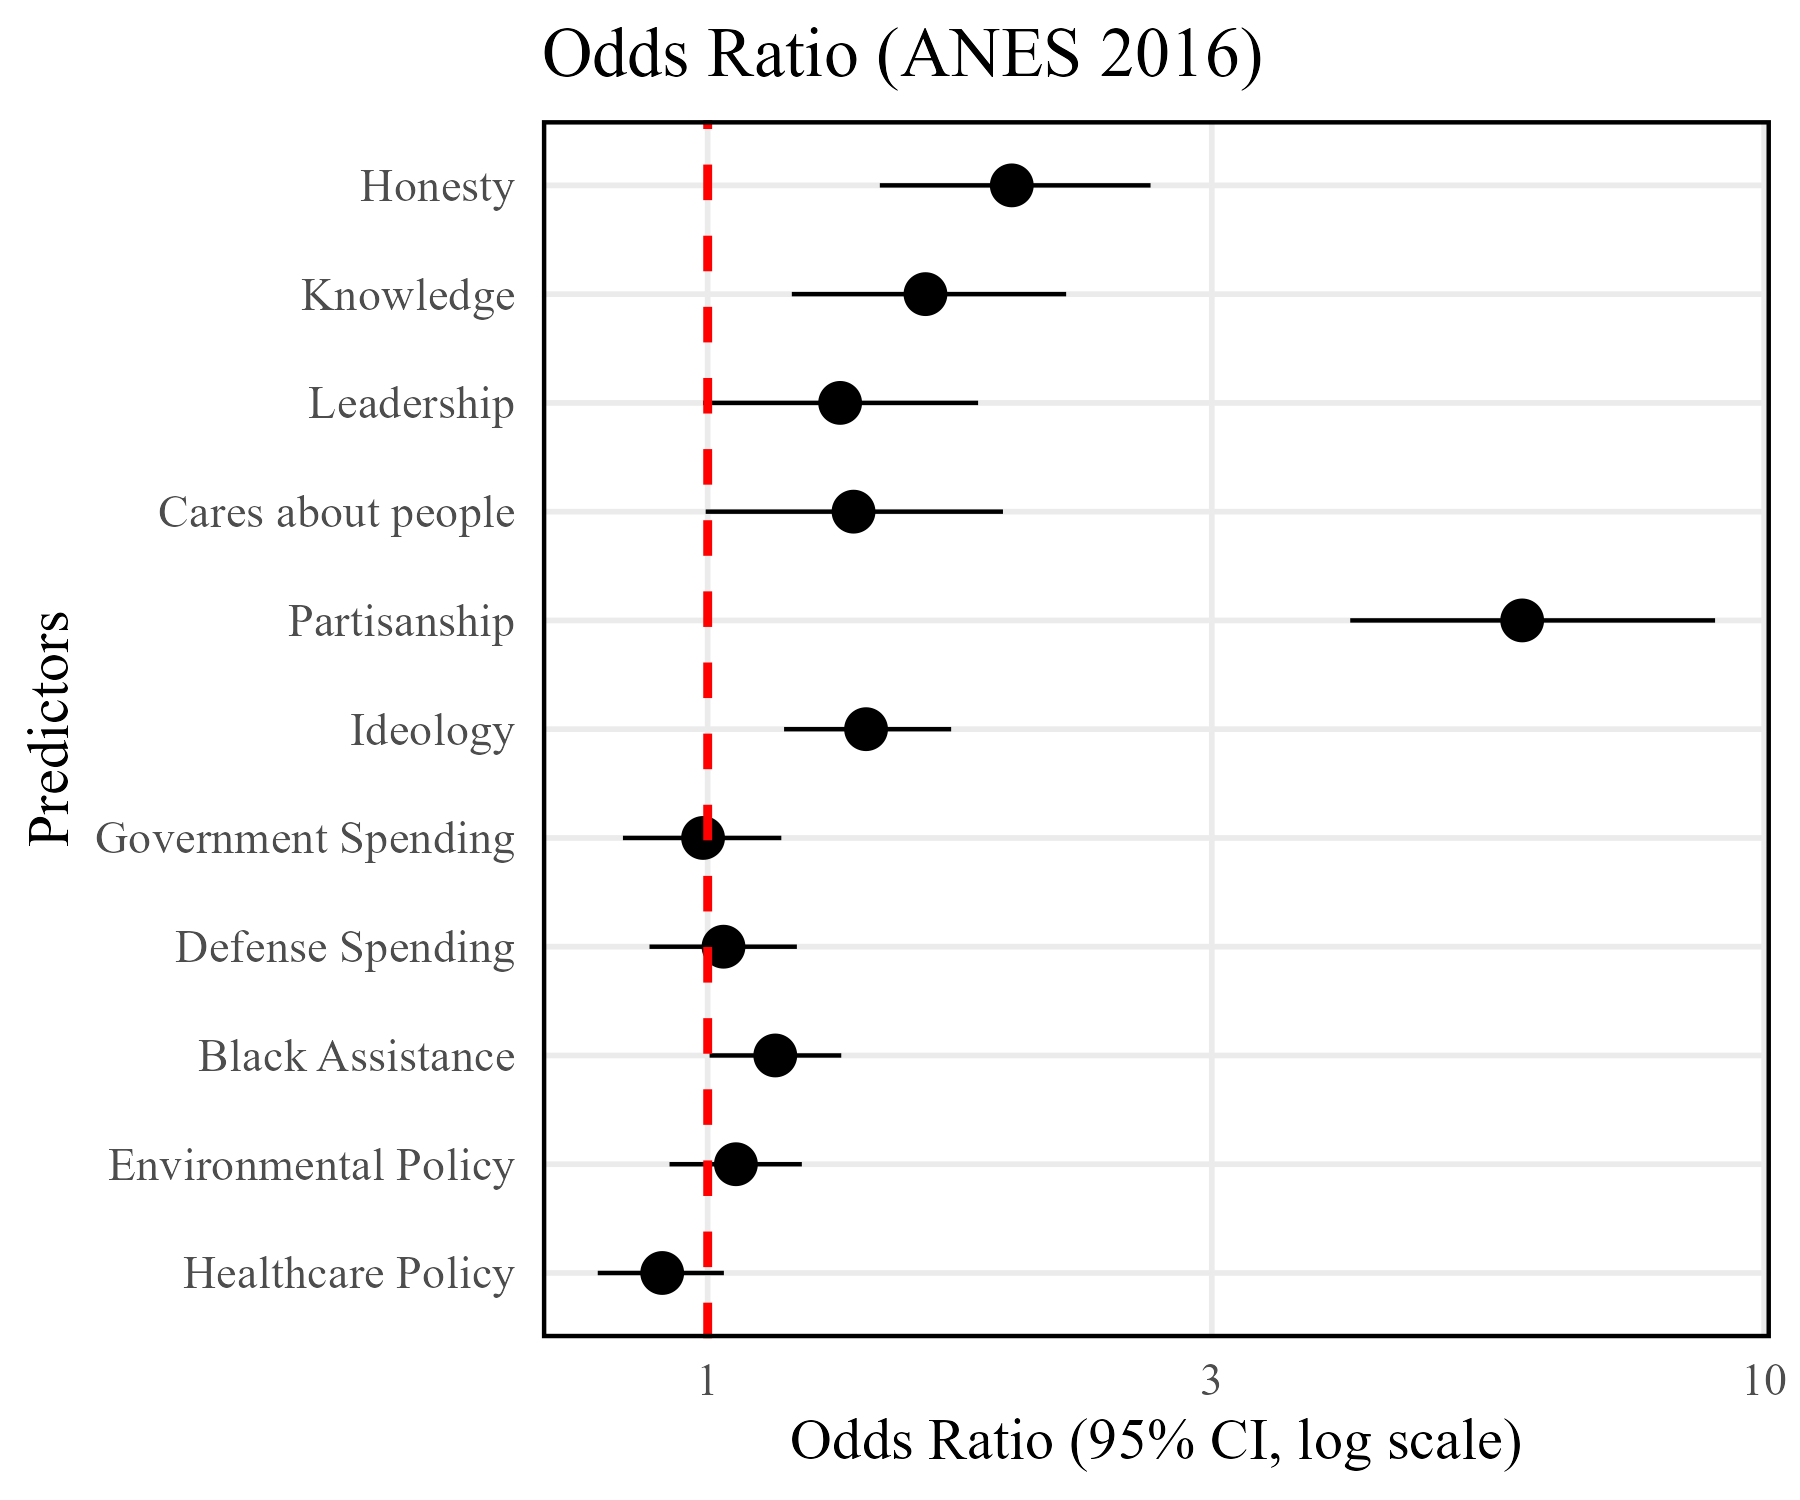 Odds Ratio (ANES 2016)
Honesty
Knowledge
Leadership
Cares about people
Partisanship
Ideology
Government Spending
Defense Spending
Black Assistance
Environmental Policy
Healthcare Policy
Predictors
1 3 10
Odds Ratio (95% CI, log scale)